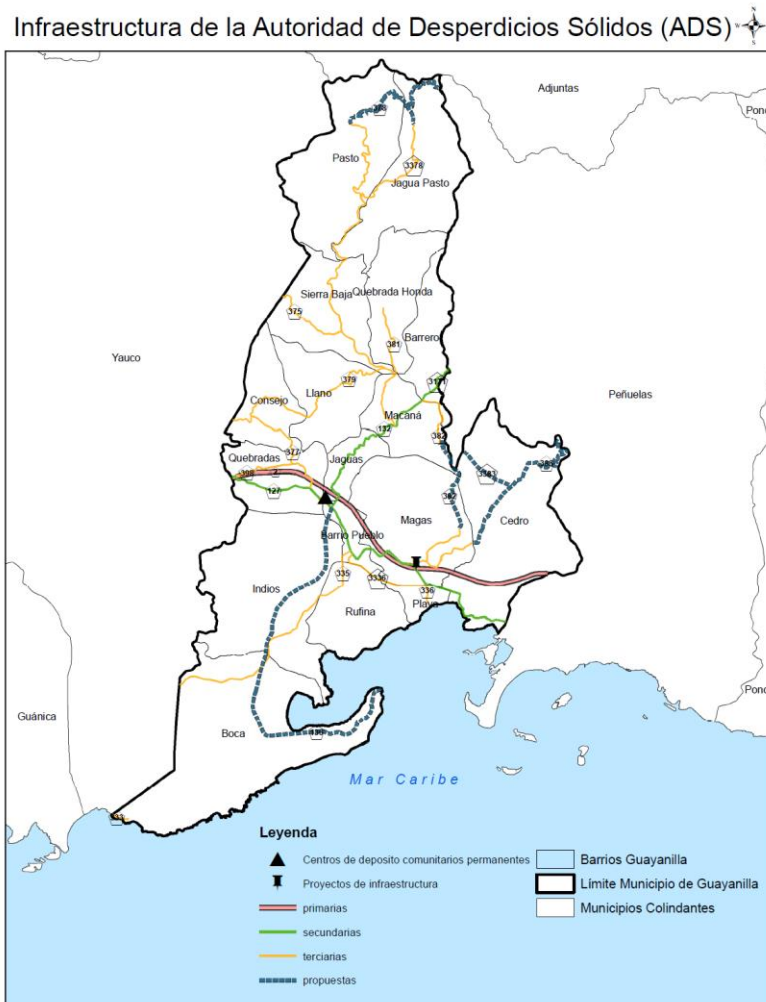 Infraestructura de la Autoridad de Desperdicios Sólidos (ADS)
N
W
E
S
Adjuntas
Pasto
3378
Jagua Pasto
Sierra Baja
Quebrada Honda
375
381
Barrero
Yauco
Peñuelas
379
Llano
Consejo
Macaná
132
382
377
Quebradas
Jaguas
2
127
3383
383
382
Magas
Cedro
Barrio Pueblo
335
3336
336
Indios
Playa
Rufina
Guánica
Boca
Mar Caribe
333
Leyenda
Centros de deposito comunitarios permanentes
Proyectos de infraestructura
primarias
secundarias
terciarias
propuestas
Barrios Guayanilla
Límite Municipio de Guayanilla
Municipios Colindantes